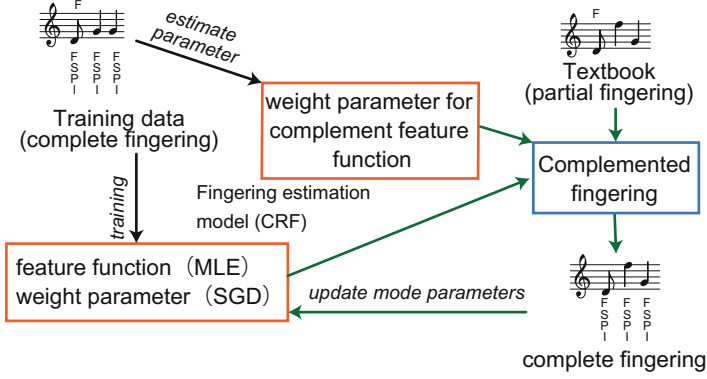 F
F S P I
F S P I
F S P I
Training data
(complete fingering)
estimate
parameter
weight parameter for
complement feature
function
F
Textbook
(partial fingering)
Complemented
fingering
training
Fingering estimation
model (CRF)
feature function（MLE）
weight parameter（SGD）
update mode parameters
F S P I
F S P I
F S P I
complete fingering